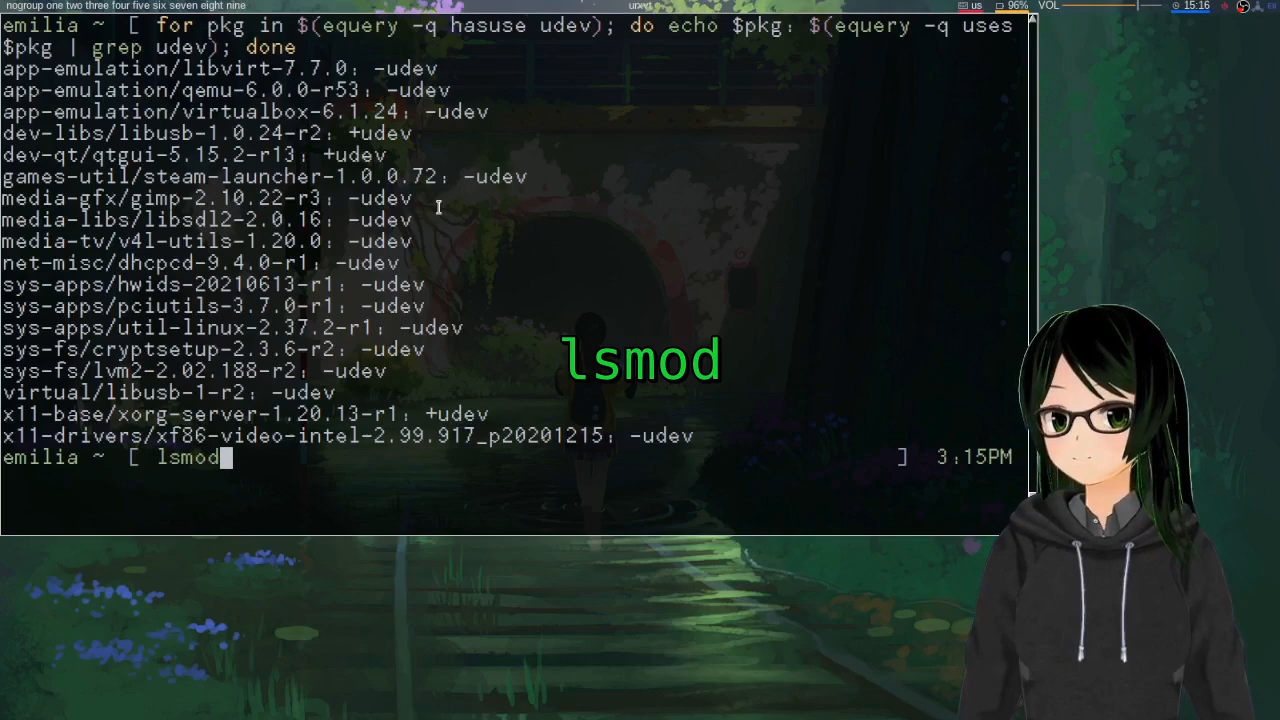 nogroup one two three four five six seven eight nine
urxvt
us
96%
VOL
15:16
emilia ~ [ for pkg in $(equery -q hasuse udev); do echo $pkg: $(equery -q uses
$pkg | grep udev); done
app-emulation/libvirt-7.7.0: -udev
app-emulation/qemu-6.0.0-r53: -udev
app-emulation/virtualbox-6.1.24: -udev
dev-libs/libusb-1.0.24-r2: +udev
dev-qt/qtgui-5.15.2-r13: +udev
games-util/steam-launcher-1.0.0.72: -udev
media-gfx/gimp-2.10.22-r3: -udev
media-libs/libsdl2-2.0.16: -udev
media-tv/v4l-utils-1.20.0: -udev
net-misc/dhcpcd-9.4.0-r1: -udev
sys-apps/hwids-20210613-r1: -udev
sys-apps/pciutils-3.7.0-r1: -udev
sys-apps/util-linux-2.37.2-r1: -udev
sys-fs/cryptsetup-2.3.6-r2: -udev
sys-fs/lvm2-2.02.188-r2: -udev
virtual/libusb-1-r2: -udev
x11-base/xorg-server-1.20.13-r1: +udev
x11-drivers/xf86-video-intel-2.99.917_p20201215: -udev
emilia ~ [ lsmod ] 3:15PM
lsmod